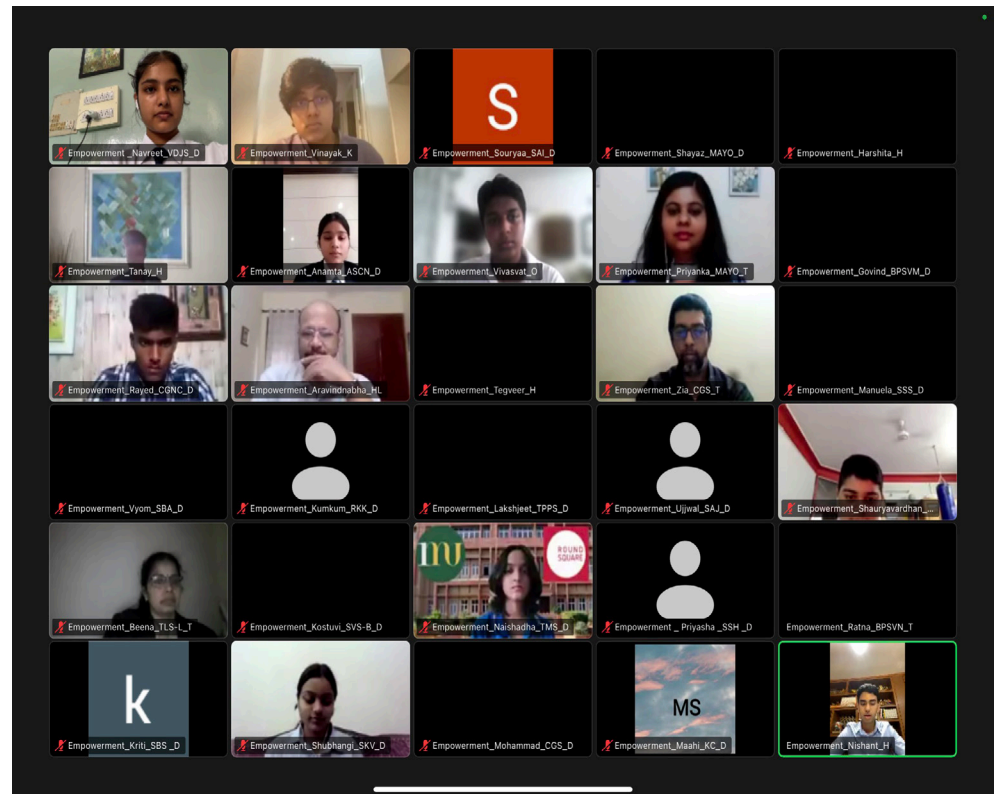 Empowerment _Navreet_VDJS_D
Empowerment_Vinayak_K
S
Empowerment_Souryaa_SAI_D
Empowerment_Shayaz_MAYO_D
Empowerment_Harshita_H
Empowerment_Tanay_H
Empowerment_Anamta_ASCN_D
Empowerment_Vivasvat_O
Empowerment_Priyanka_MAYO_T
Empowerment_Govind_BPSVM_D
Empowerment_Rayed_CGNC_D
Empowerment_Aravindnabha_HL
Empowerment_Teqveer_H
Empowerment_Zia_CGS_T
Empowerment_Manuela_SSS_D
Empowerment_Vyom_SBA_D
Empowerment_Kumkum_RKK_D
Empowerment_Lakshjeet_TPPS_D
Empowerment_Ujjwal_SAJ_D
Empowerment_Shauryavardhan_...
Empowerment_Beena_TLS-L_T
Empowerment_Kostuvi_SVS-B_D
ROUND
SQUARE
Empowerment_Naishadha_TMS_D
Empowerment _ Priyasha _SSH _D
Empowerment_Ratna_BPSVN_T
k
Empowerment_Kriti_SBS _D
Empowerment_Shubhangi_SKV_D
Empowerment_Mohammad_CGS_D
MS
Empowerment_Maahi_KC_D
Empowerment_Nishant_H